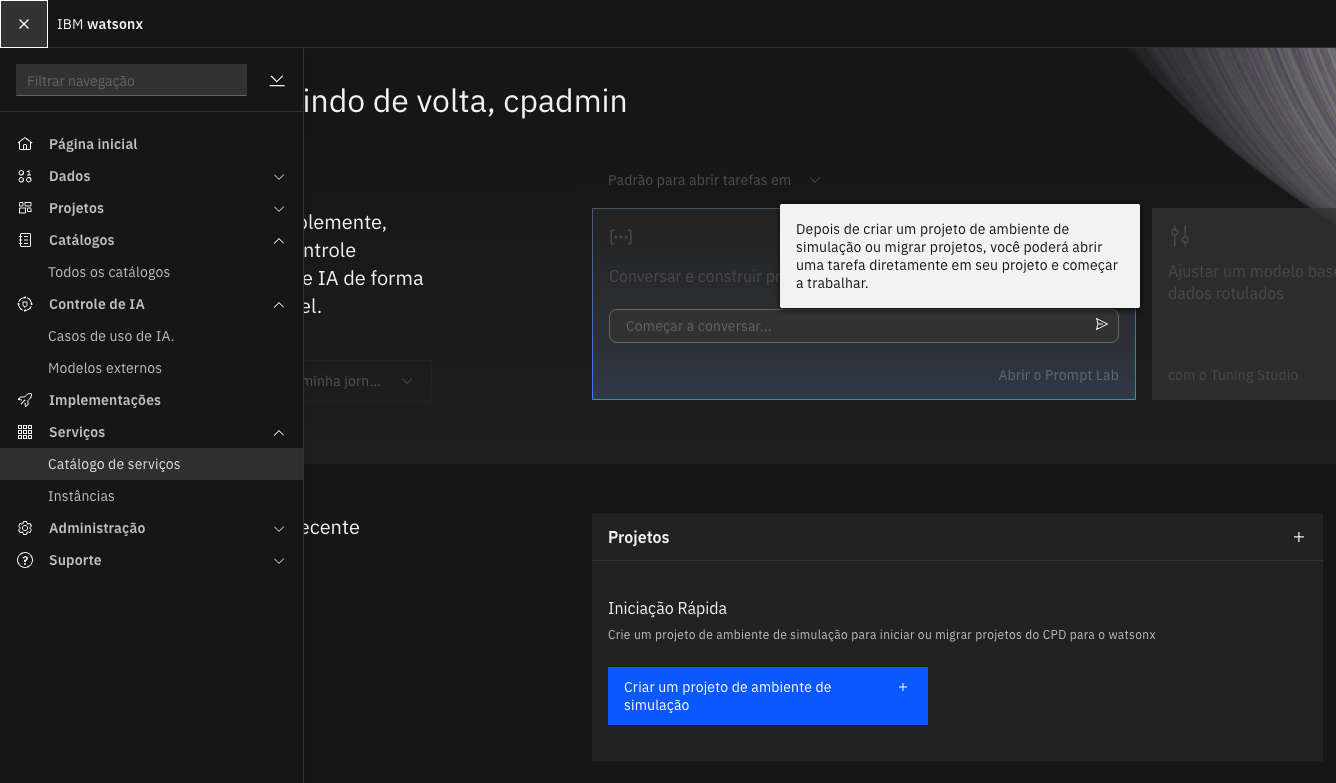 IBM watsonx
Filtrar navegação
Página inicial
Dados
Projetos
Catálogos
Todos os catálogos
Controle de IA
Casos de uso de IA.
Modelos externos
Implementações
Serviços
Catálogo de serviços
Instâncias
Administração
Suporte
indo de volta, cpadmin
plemente,
ntrole
e IA de forma
el.
minha jorn...
Padrão para abrir tarefas em
Depois de criar um projeto de ambiente de
simulação ou migrar projetos, você poderá abrir
uma tarefa diretamente em seu projeto e começar
a trabalhar.
Conversar e construir pr
Começar a conversar...
Abrir o Prompt Lab
Ajustar um modelo base
dados rotulados
com o Tuning Studio
ecente
Projetos
Iniciação Rápida
Crie um projeto de ambiente de simulação para iniciar ou migrar projetos do CPD para o watsonx
Criar um projeto de ambiente de
simulação